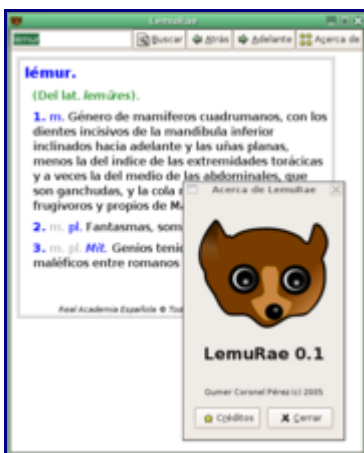 LemuRae
lémur
Buscar Atrás Adelante Acerca de
lémur.
(Del lat. lemŭres).
1. m. Género de mamíferos cuadrumanos, con los
dientes incisivos de la mandíbula inferior
inclinados hacia adelante y las uñas planas,
menos la del índice de las extremidades torácicas
y a veces la del medio de las abdominales, que
son ganchudas, y la cola
frugívoros y propios de
2. m. pl. Fantasmas, som
3. m. pl. Mit. Genios tenid
maléficos entre romanos
Real Academia Española © Tod
Acerca de LemuRae
LemuRae 0.1
Gumer Coronel Pérez (c) 2005
Créditos Cerrar